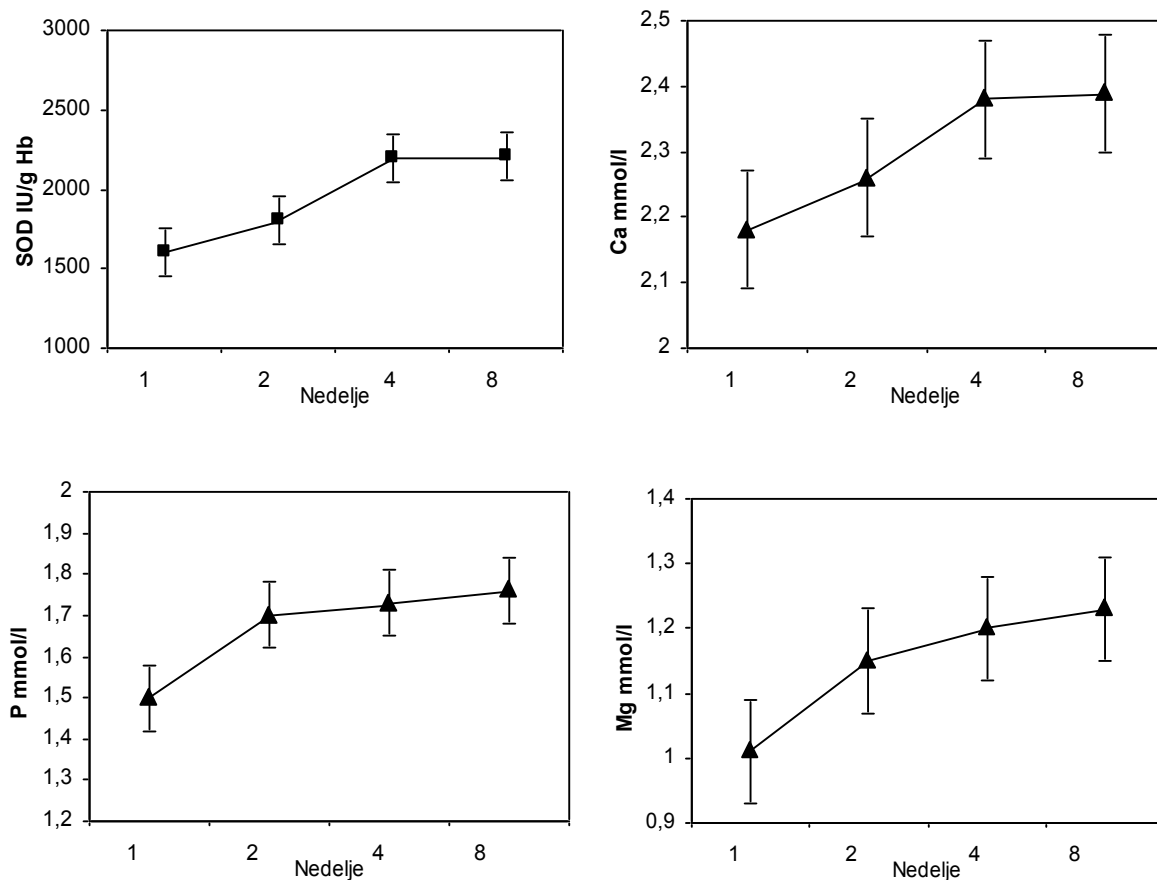 3000
2500
2000
1500
1000
SOD IU/g Hb
1 2 4 8
Nedelje
2,5
2,4
2,3
2,2
2,1
2
Ca mmol/l
1 2 4 8
Nedelje
2
1,9
1,8
1,7
1,6
1,5
1,4
1,3
1,2
P mmol/l
1 2 4 8
Nedelje
1,4
1,3
1,2
1,1
1
0,9
Mg mmol/l
1 2 4 8
Nedelje